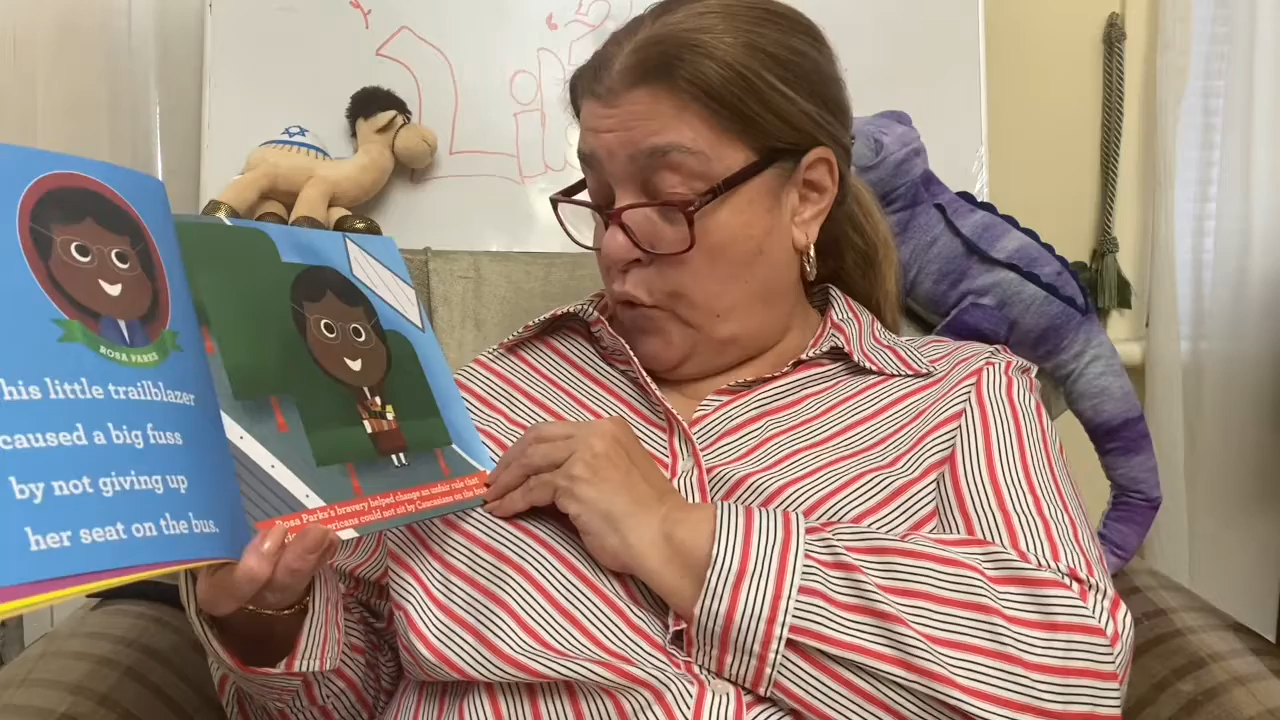 ROSA PARKS
his little trailblazer
caused a big fuss
by not giving up
her seat on the bus.
Rosa Parks's bravery helped change an unfair rule that
ericans could not sit by Caucasians on the bus